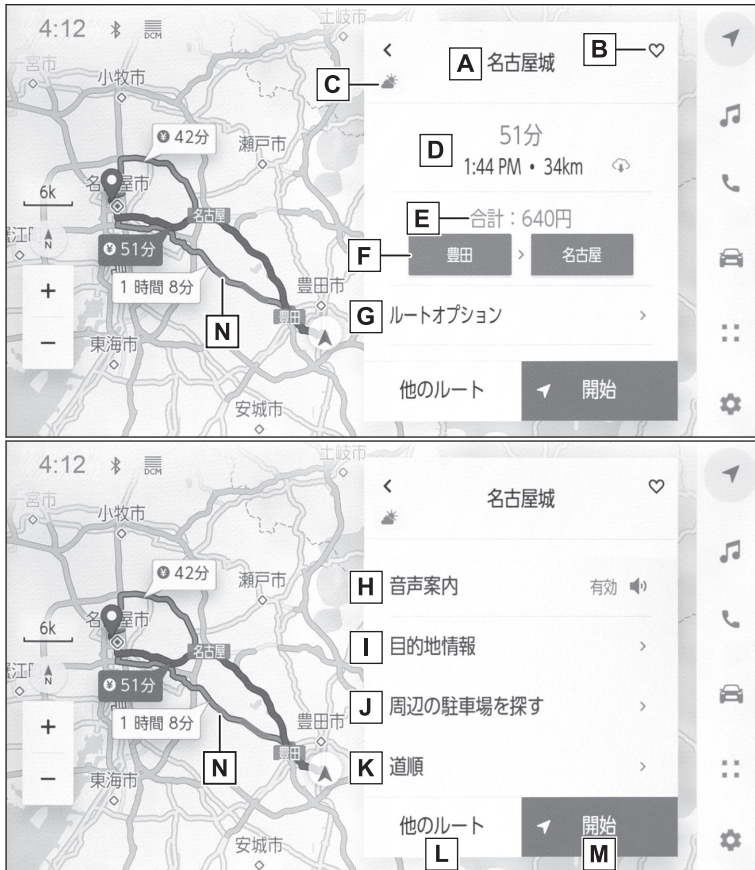 4:12 DCM
土岐市
一宮市
小牧市
¥ 42分
瀬戸市
名古屋市
6k
名古屋
N
蟹江町
¥ 51分
1 時間 8分
豊田市
+
N
豊田
−
東海市
安城市
A 名古屋城
B
C
D 51分
1:44 PM • 34km
E 合計：640円
F 豊田 > 名古屋
G ルートオプション
他のルート
開始
4:12 DCM
土岐市
一宮市
小牧市
¥ 42分
瀬戸市
名古屋市
6k
名古屋
N
¥ 51分
1 時間 8分
豊田市
+
N
豊田
−
東海市
安城市
名古屋城
H 音声案内 有効
I 目的地情報
J 周辺の駐車場を探す
K 道順
他のルート
開始
L
M